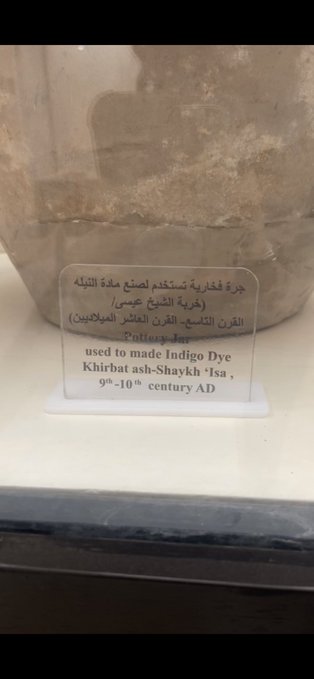 جرة فخارية تستخدم لصنع مادة النيله
(خربة الشيخ عيسى/
القرن التاسع- القرن العاشر الميلاديين)
Pottery Jar
used to made Indigo Dye
Khirbat ash-Shaykh ‘Isa ,
9th -10th century AD